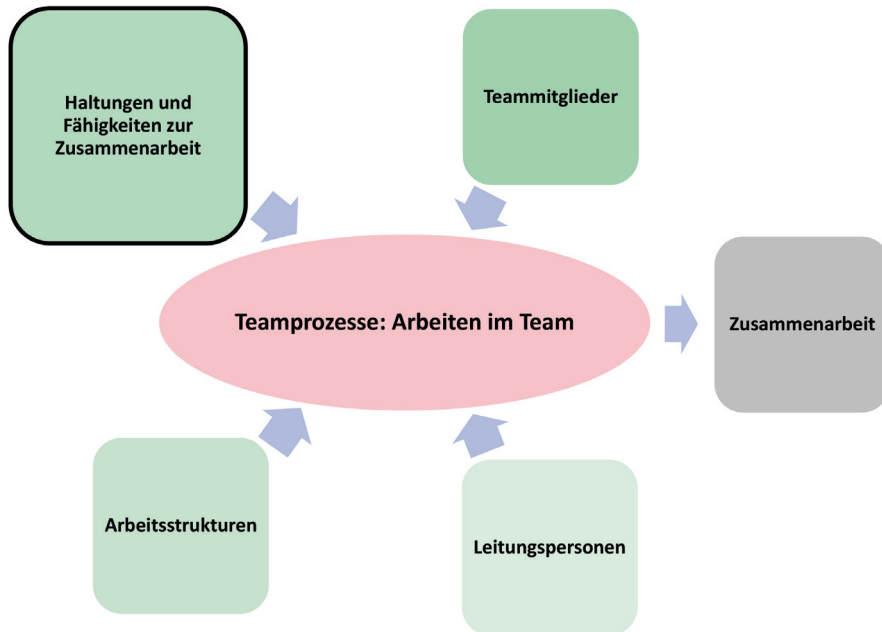 Haltungen und
Fähigkeiten zur
Zusammenarbeit
Teammitglieder
Teamprozesse: Arbeiten im Team
Zusammenarbeit
Arbeitsstrukturen
Leitungspersonen